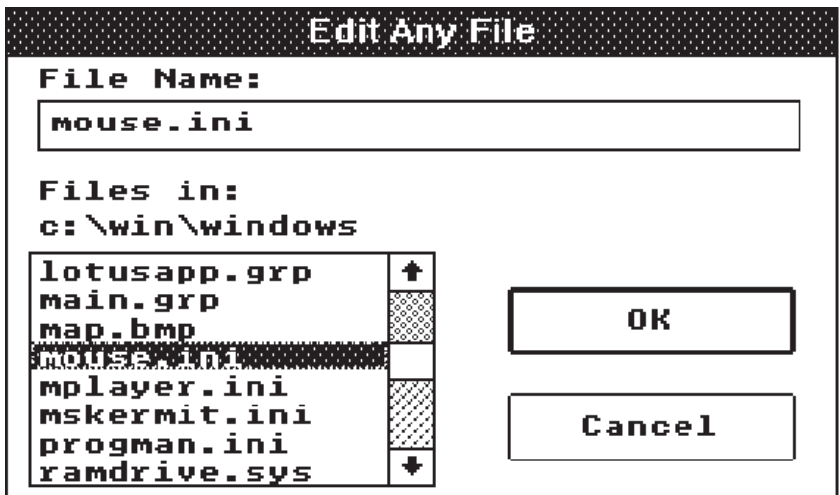 Edit Any File
File Name:
mouse.ini
Files in:
c:\win\windows
lotusapp.grp
main.grp
map.bmp
mouse.ini
mplayer.ini
mskermit.ini
progman.ini
ramdrive.sys
OK
Cancel